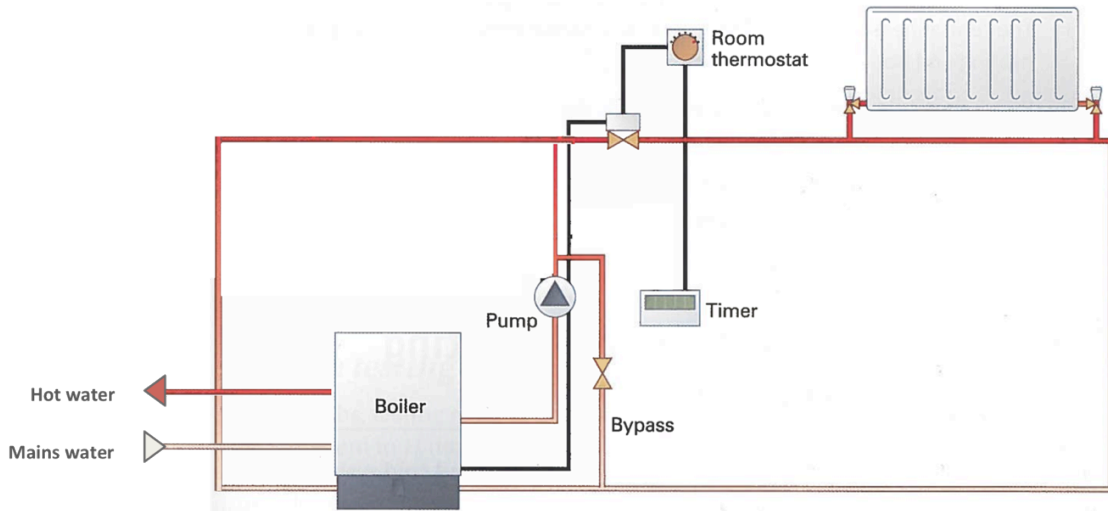 Room
thermostat
Pump
Timer
Hot water
Boiler
Bypass
Mains water